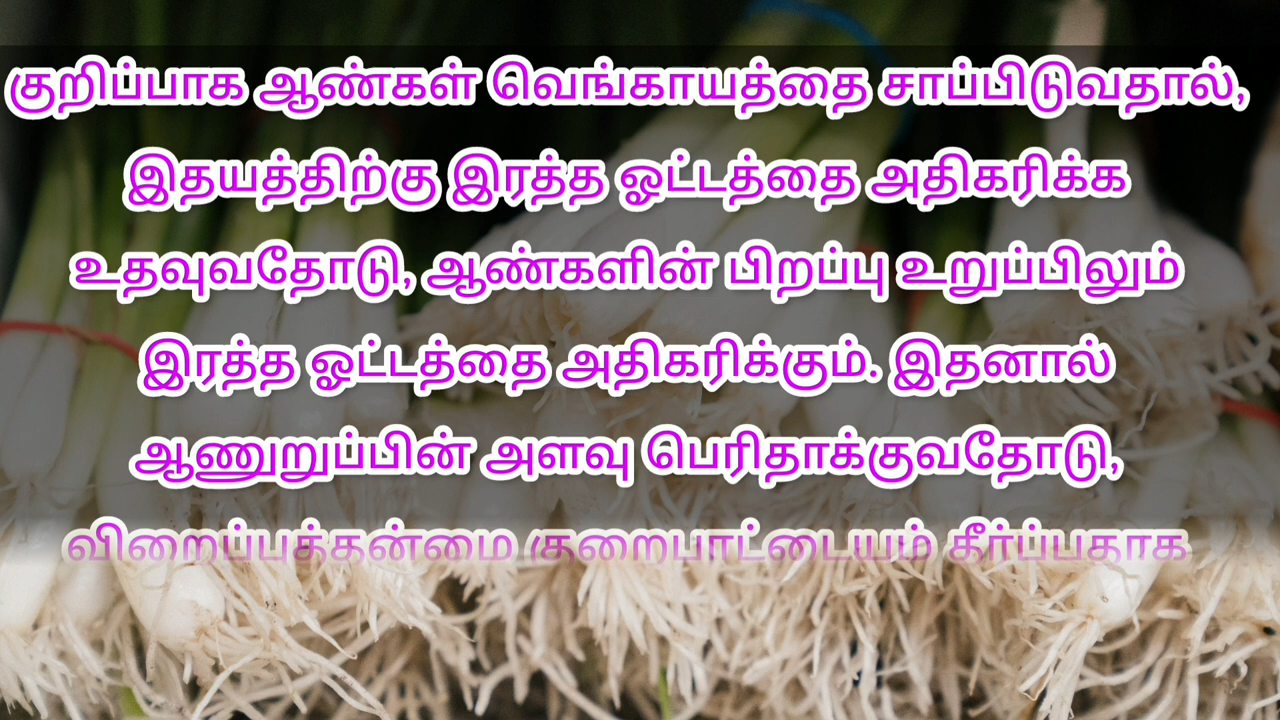 குறிப்பாக ஆண்கள் வெங்காயத்தை சாப்பிடுவதால்,
இதயத்திற்கு இரத்த ஓட்டத்தை அதிகரிக்க
உதவுவதோடு, ஆண்களின் பிறப்பு உறுப்பிலும்
இரத்த ஓட்டத்தை அதிகரிக்கும். இதனால்
ஆணுறுப்பின் அளவு பெரிதாக்குவதோடு,
விறைப்புத்தன்மை குறைபாட்டையும் தீர்ப்பதாக